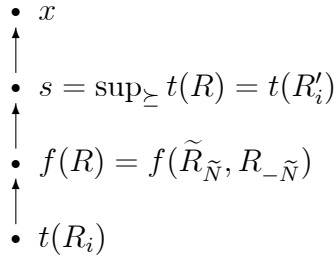 x
s = sup_⪰ t(R) = t(R'_i)
f(R) = f(R̃_Ñ, R_{-Ñ})
t(R_i)